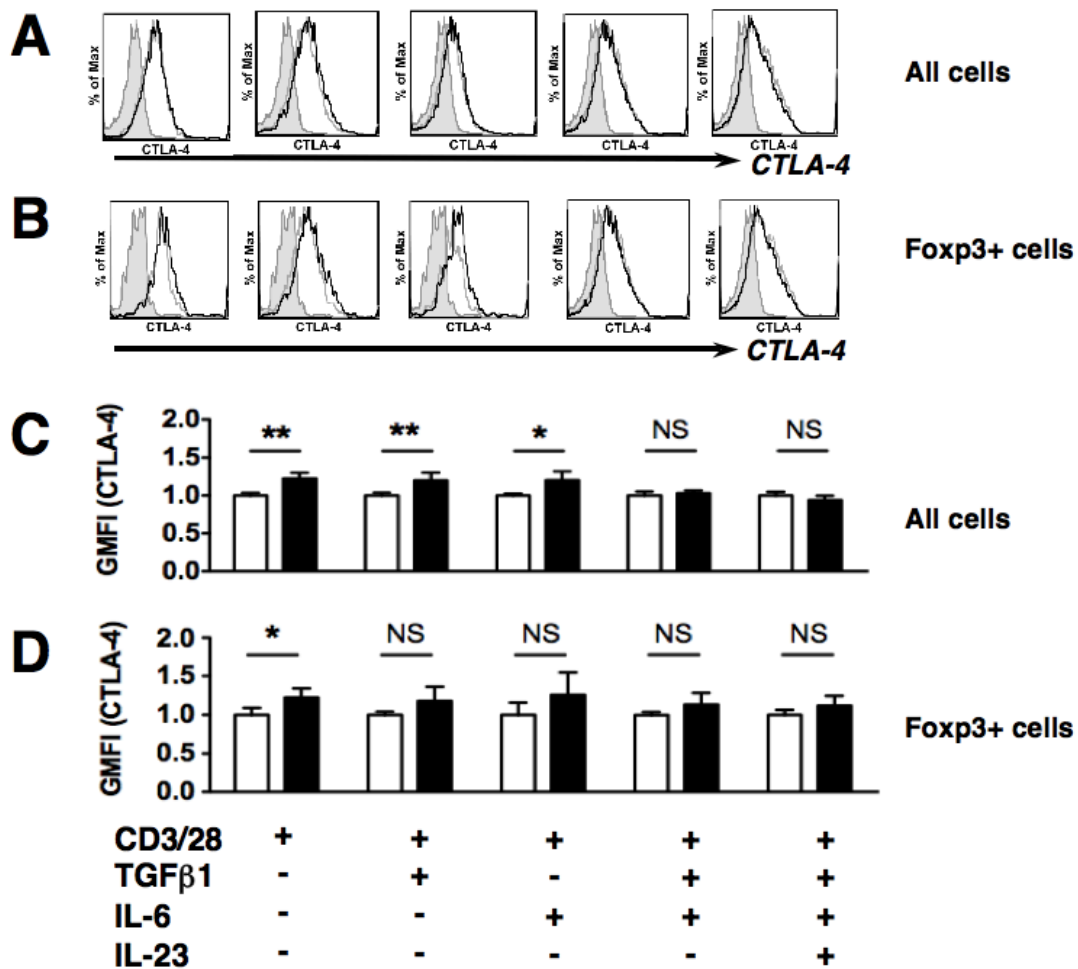 A
% of Max % of Max % of Max % of Max % of Max
All cells
CTLA-4 CTLA-4 CTLA-4 CTLA-4 CTLA-4
CTLA-4
B
% of Max % of Max % of Max % of Max % of Max
Foxp3+ cells
CTLA-4 CTLA-4 CTLA-4 CTLA-4 CTLA-4
CTLA-4
C
GMFI (CTLA-4)
2.0
1.5
1.0
0.5
0.0
** ** * NS NS
All cells
D
GMFI (CTLA-4)
2.0
1.5
1.0
0.5
0.0
* NS NS NS NS
Foxp3+ cells
CD3/28 + + + + +
TGFβ1 - + - + +
IL-6 - - + + +
IL-23 - - - - +